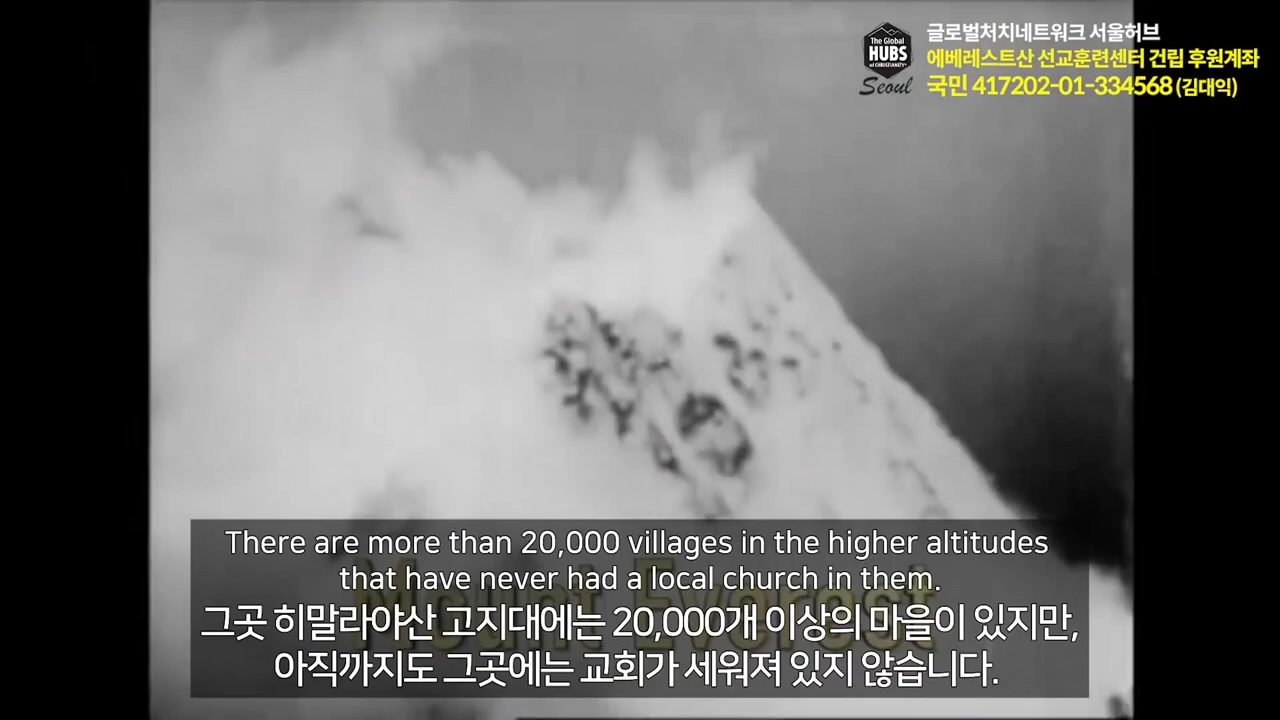 The Global
HUBS
of CHRISTIANITY
Seoul
글로벌처치네트워크 서울허브
에베레스트산 선교훈련센터 건립 후원계좌
국민 417202-01-334568 (김대익)
There are more than 20,000 villages in the higher altitudes
that have never had a local church in them.
Mount Everest
그곳 히말라야산 고지대에는 20,000개 이상의 마을이 있지만,
아직까지도 그곳에는 교회가 세워져 있지 않습니다.